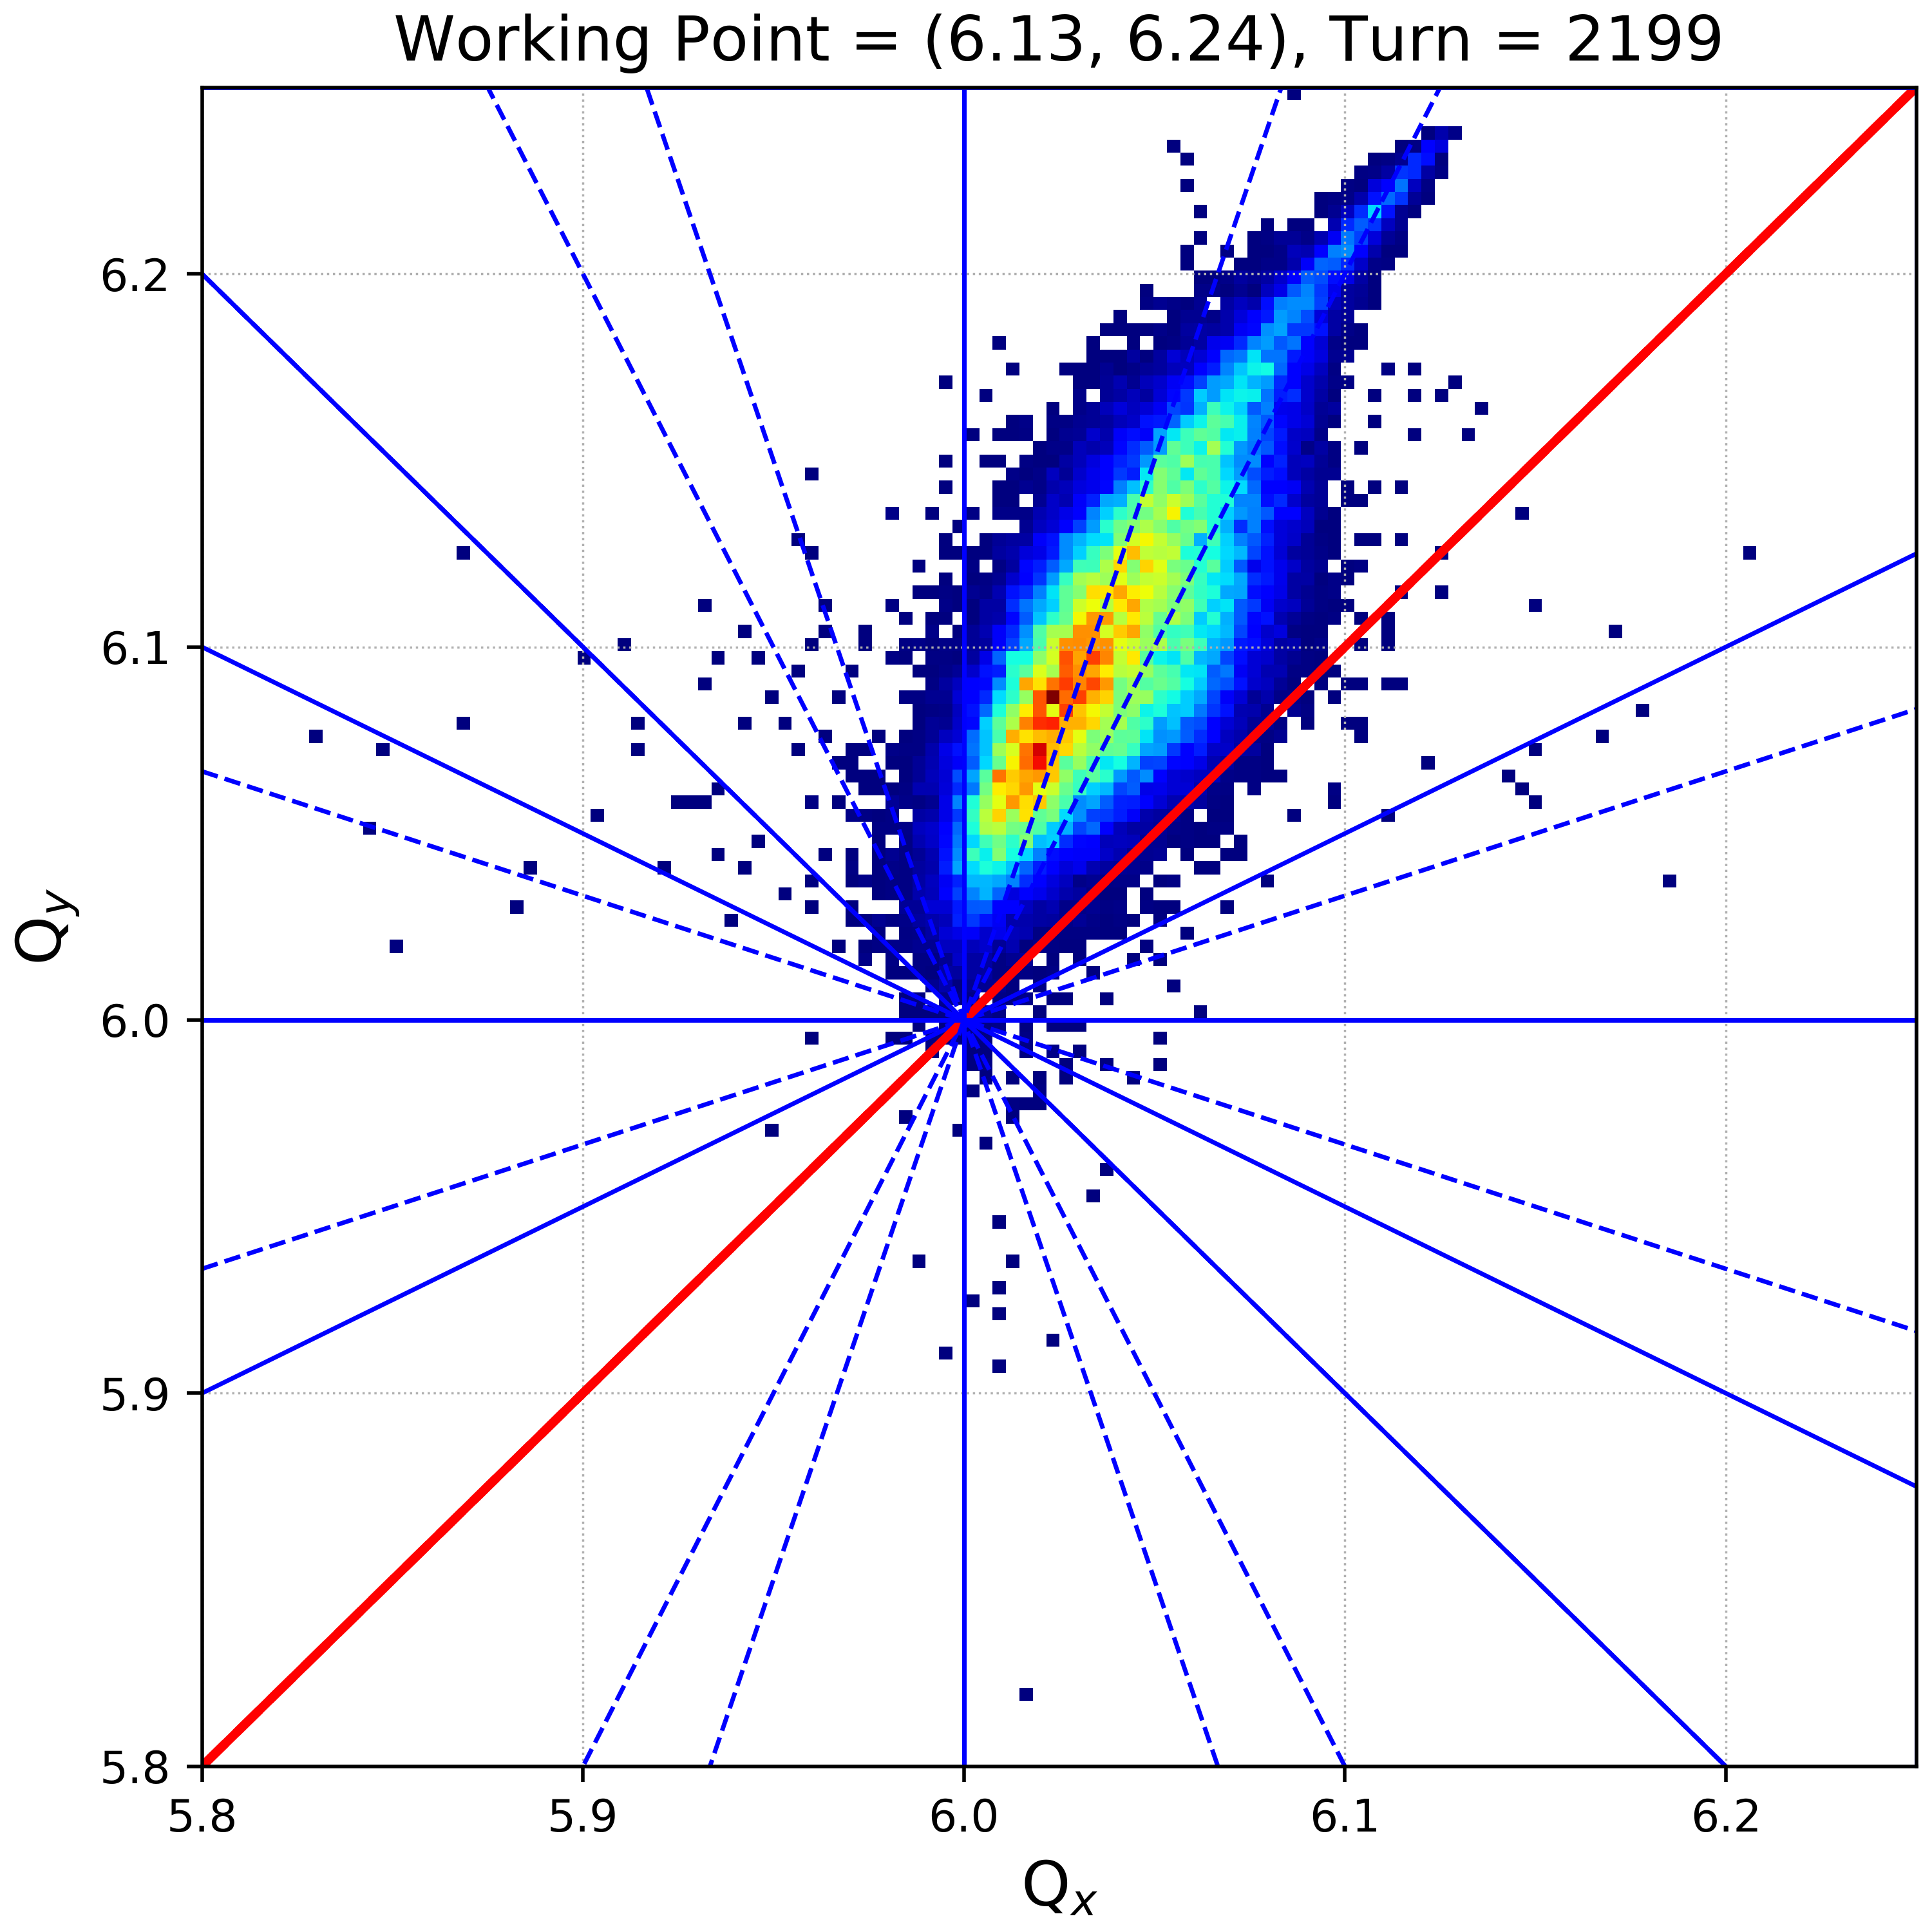 Working Point = (6.13, 6.24), Turn = 2199
6.2
6.1
6.0
5.9
5.8
Qy
5.8 5.9 6.0 6.1 6.2
Qx